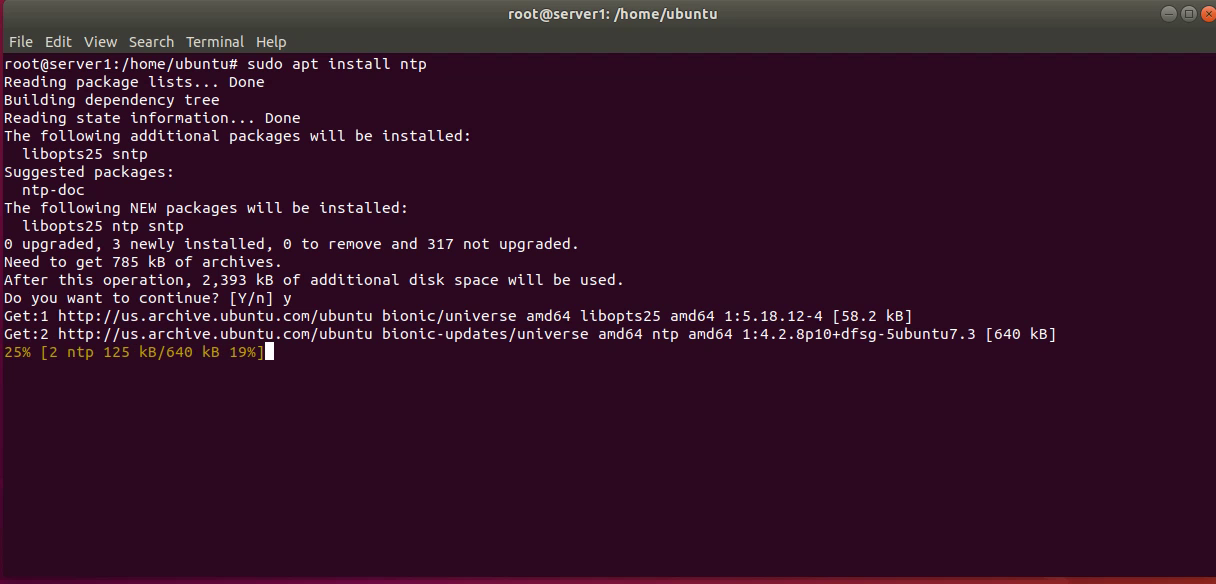 root@server1: /home/ubuntu
File Edit View Search Terminal Help
root@server1:/home/ubuntu# sudo apt install ntp
Reading package lists... Done
Building dependency tree
Reading state information... Done
The following additional packages will be installed:
  libopts25 sntp
Suggested packages:
  ntp-doc
The following NEW packages will be installed:
  libopts25 ntp sntp
0 upgraded, 3 newly installed, 0 to remove and 317 not upgraded.
Need to get 785 kB of archives.
After this operation, 2,393 kB of additional disk space will be used.
Do you want to continue? [Y/n] y
Get:1 http://us.archive.ubuntu.com/ubuntu bionic/universe amd64 libopts25 amd64 1:5.18.12-4 [58.2 kB]
Get:2 http://us.archive.ubuntu.com/ubuntu bionic-updates/universe amd64 ntp amd64 1:4.2.8p10+dfsg-5ubuntu7.3 [640 kB]
25% [2 ntp 125 kB/640 kB 19%]